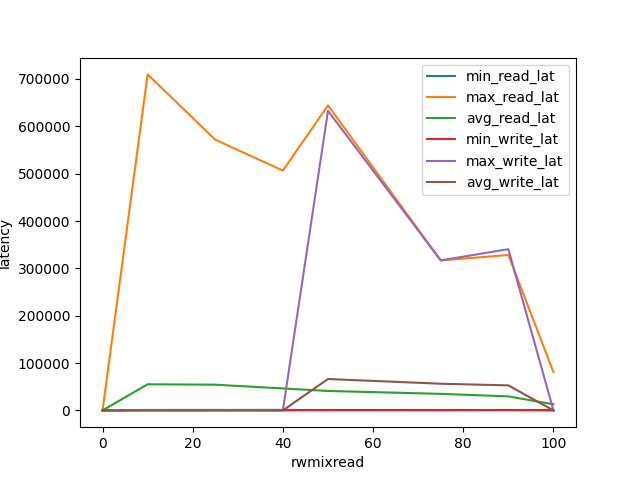 700000
600000
500000
400000
300000
200000
100000
0
latency
0 20 40 60 80 100
rwmixread
min_read_lat
max_read_lat
avg_read_lat
min_write_lat
max_write_lat
avg_write_lat